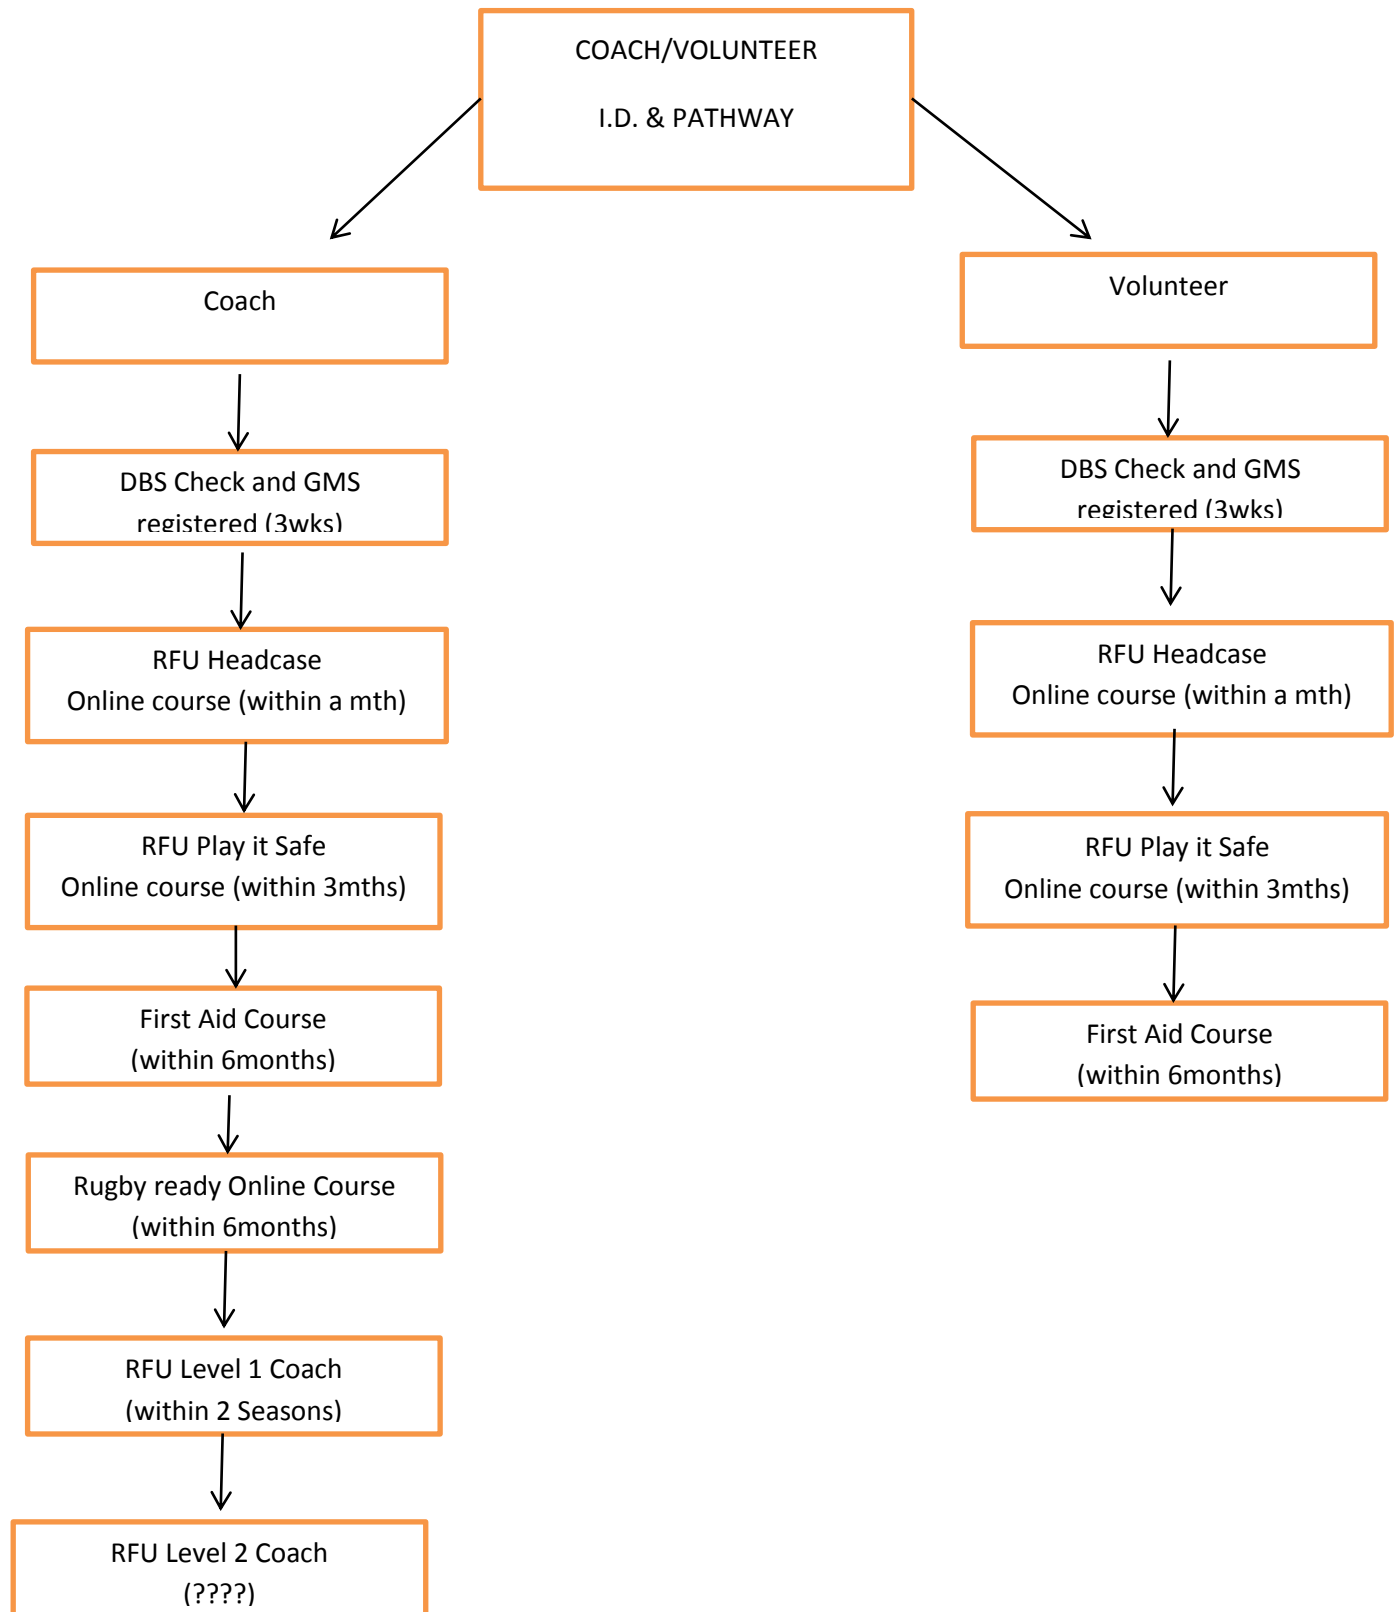 COACH/VOLUNTEER
I.D. & PATHWAY
Coach
DBS Check and GMS
registered (3wks)
RFU Headcase
Online course (within a mth)
RFU Play it Safe
Online course (within 3mths)
First Aid Course
(within 6months)
Rugby ready Online Course
(within 6months)
RFU Level 1 Coach
(within 2 Seasons)
RFU Level 2 Coach
(????)
Volunteer
DBS Check and GMS
registered (3wks)
RFU Headcase
Online course (within a mth)
RFU Play it Safe
Online course (within 3mths)
First Aid Course
(within 6months)